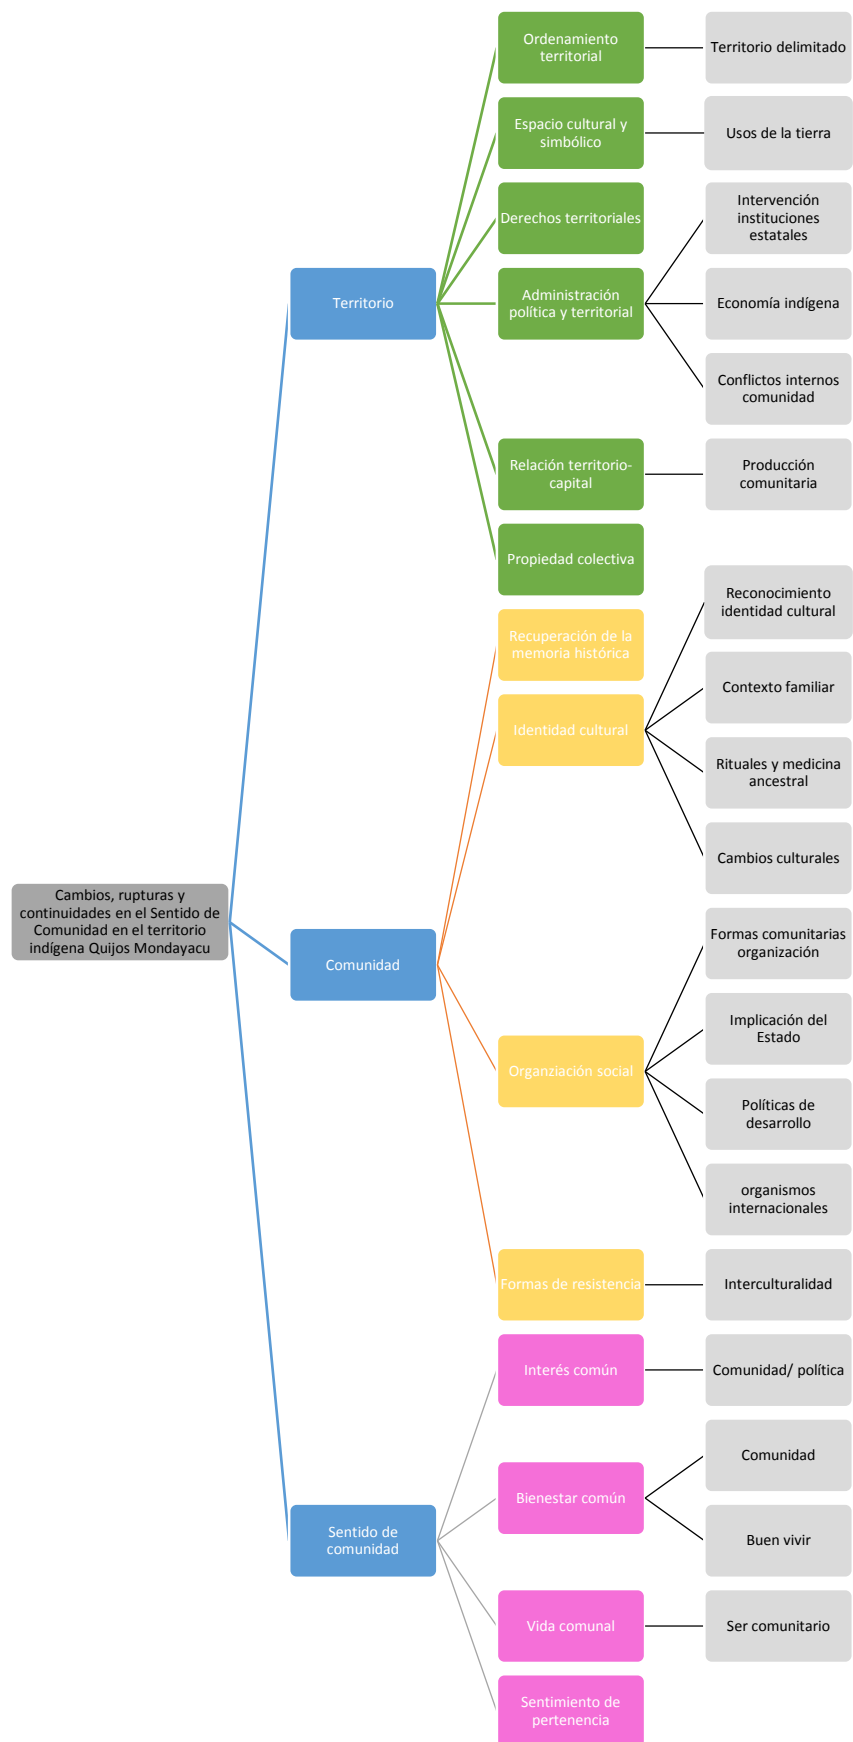 Cambios, rupturas y
continuidades en el Sentido de
Comunidad en el territorio
indígena Quijos Mondayacu
Territorio
Ordenamiento
territorial
Territorio delimitado
Espacio cultural y
simbólico
Usos de la tierra
Derechos territoriales
Administración
política y territorial
Intervención
instituciones
estatales
Economía indígena
Conflictos internos
comunidad
Relación territorio-
capital
Producción
comunitaria
Propiedad colectiva
Comunidad
Recuperación de la
memoria histórica
Identidad cultural
Reconocimiento
identidad cultural
Contexto familiar
Rituales y medicina
ancestral
Cambios culturales
Organziación social
Formas comunitarias
organización
Implicación del
Estado
Políticas de
desarrollo
organismos
internacionales
Formas de resistencia
Interculturalidad
Sentido de
comunidad
Interés común
Comunidad/ política
Bienestar común
Comunidad
Buen vivir
Vida comunal
Ser comunitario
Sentimiento de
pertenencia